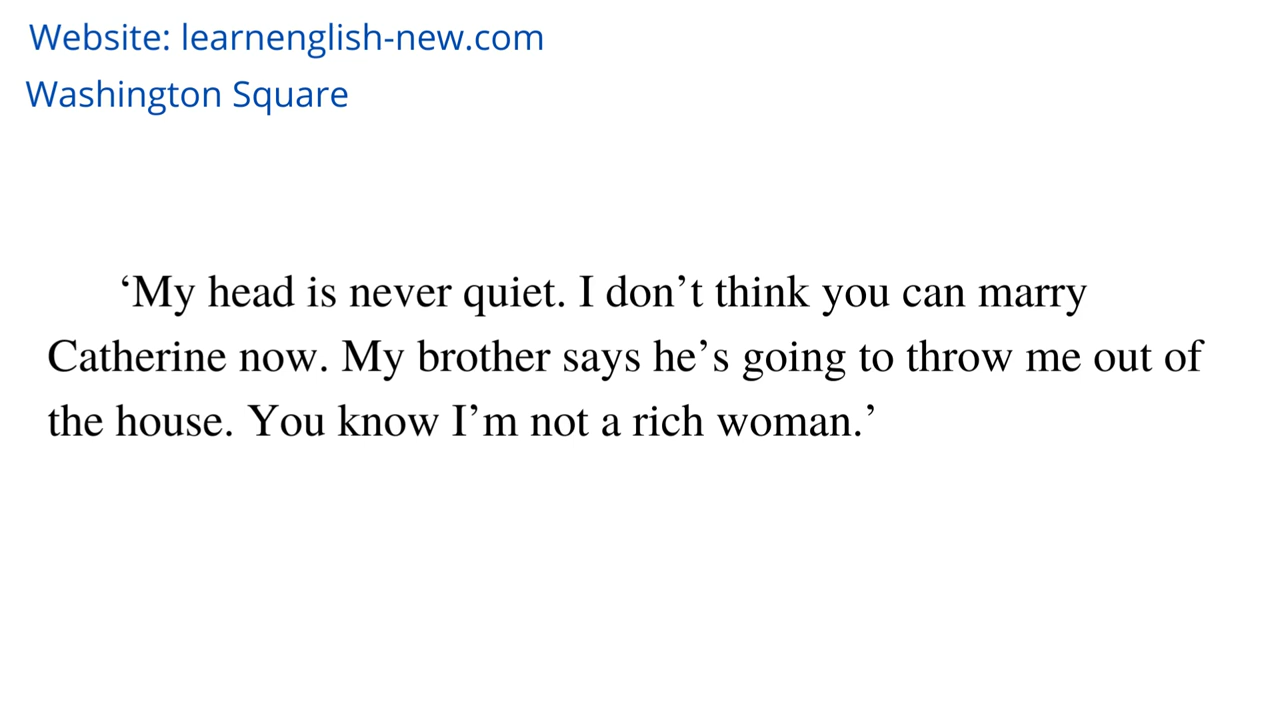 Website: learnenglish-new.com
Washington Square
‘My head is never quiet. I don’t think you can marry
Catherine now. My brother says he’s going to throw me out of
the house. You know I’m not a rich woman.’